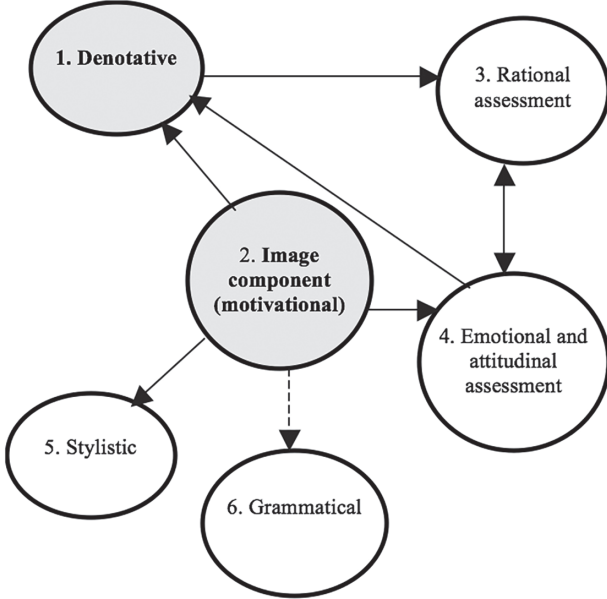 1. Denotative
3. Rational
assessment
2. Image
component
(motivational)
4. Emotional and
attitudinal
assessment
5. Stylistic
6. Grammatical